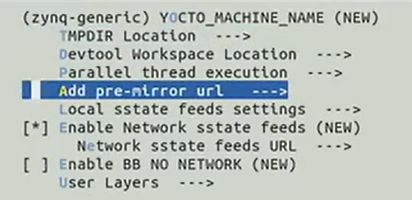 (zynq-generic) YOCTO_MACHINE_NAME (NEW)
TMPDIR Location --->
Devtool Workspace Location --->
Parallel thread execution --->
Add pre-mirror url --->
Local sstate feeds settings --->
[*] Enable Network sstate feeds (NEW)
Network sstate feeds URL --->
[ ] Enable BB NO NETWORK (NEW)
User Layers --->